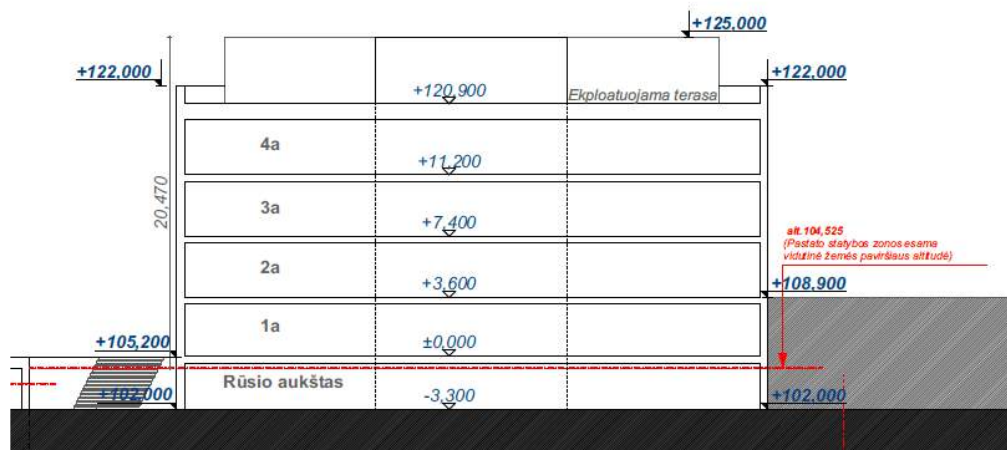 +125,000
+122,000
+122,000
+120,900
Ekploatuojama terasa
4a
+11,200
3a
+7,400
20,470
alt.104,525
(Pastato statybos zonos esama
vidutinė žemės paviršiaus altitudė)
2a
+3,600
+108,900
1a
+105,200
±0,000
Rūsio aukštas
-3,300
+102,000
+102,000